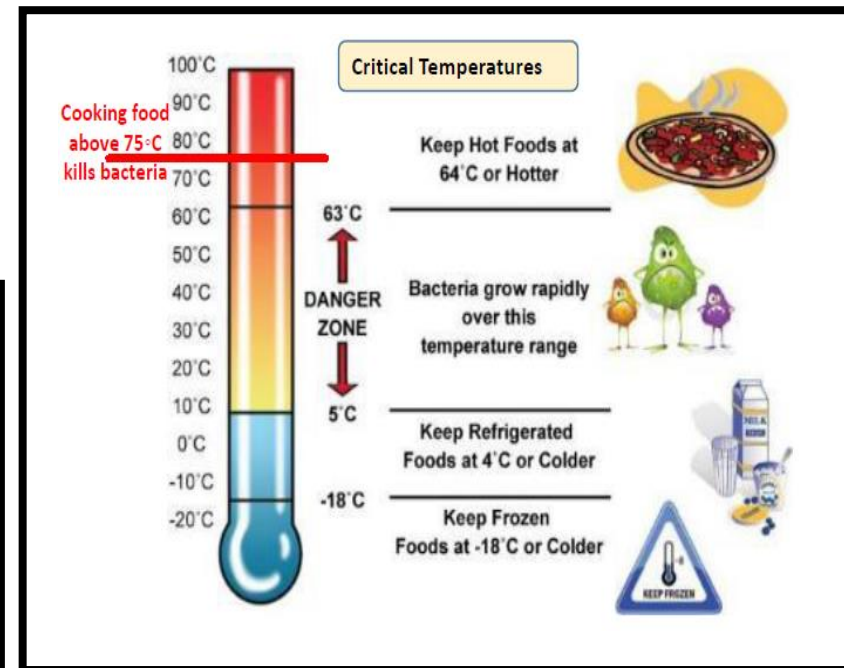 Critical Temperatures
100°C
90°C
80°C
70°C
60°C
50°C
40°C
30°C
20°C
10°C
0°C
-10°C
-20°C
Cooking food
above 75◦C
kills bacteria
63°C
DANGER
ZONE
5°C
-18°C
Keep Hot Foods at
64°C or Hotter
Bacteria grow rapidly
over this
temperature range
Keep Refrigerated
Foods at 4°C or Colder
Keep Frozen
Foods at -18°C or Colder
MILK
KEEP FROZEN